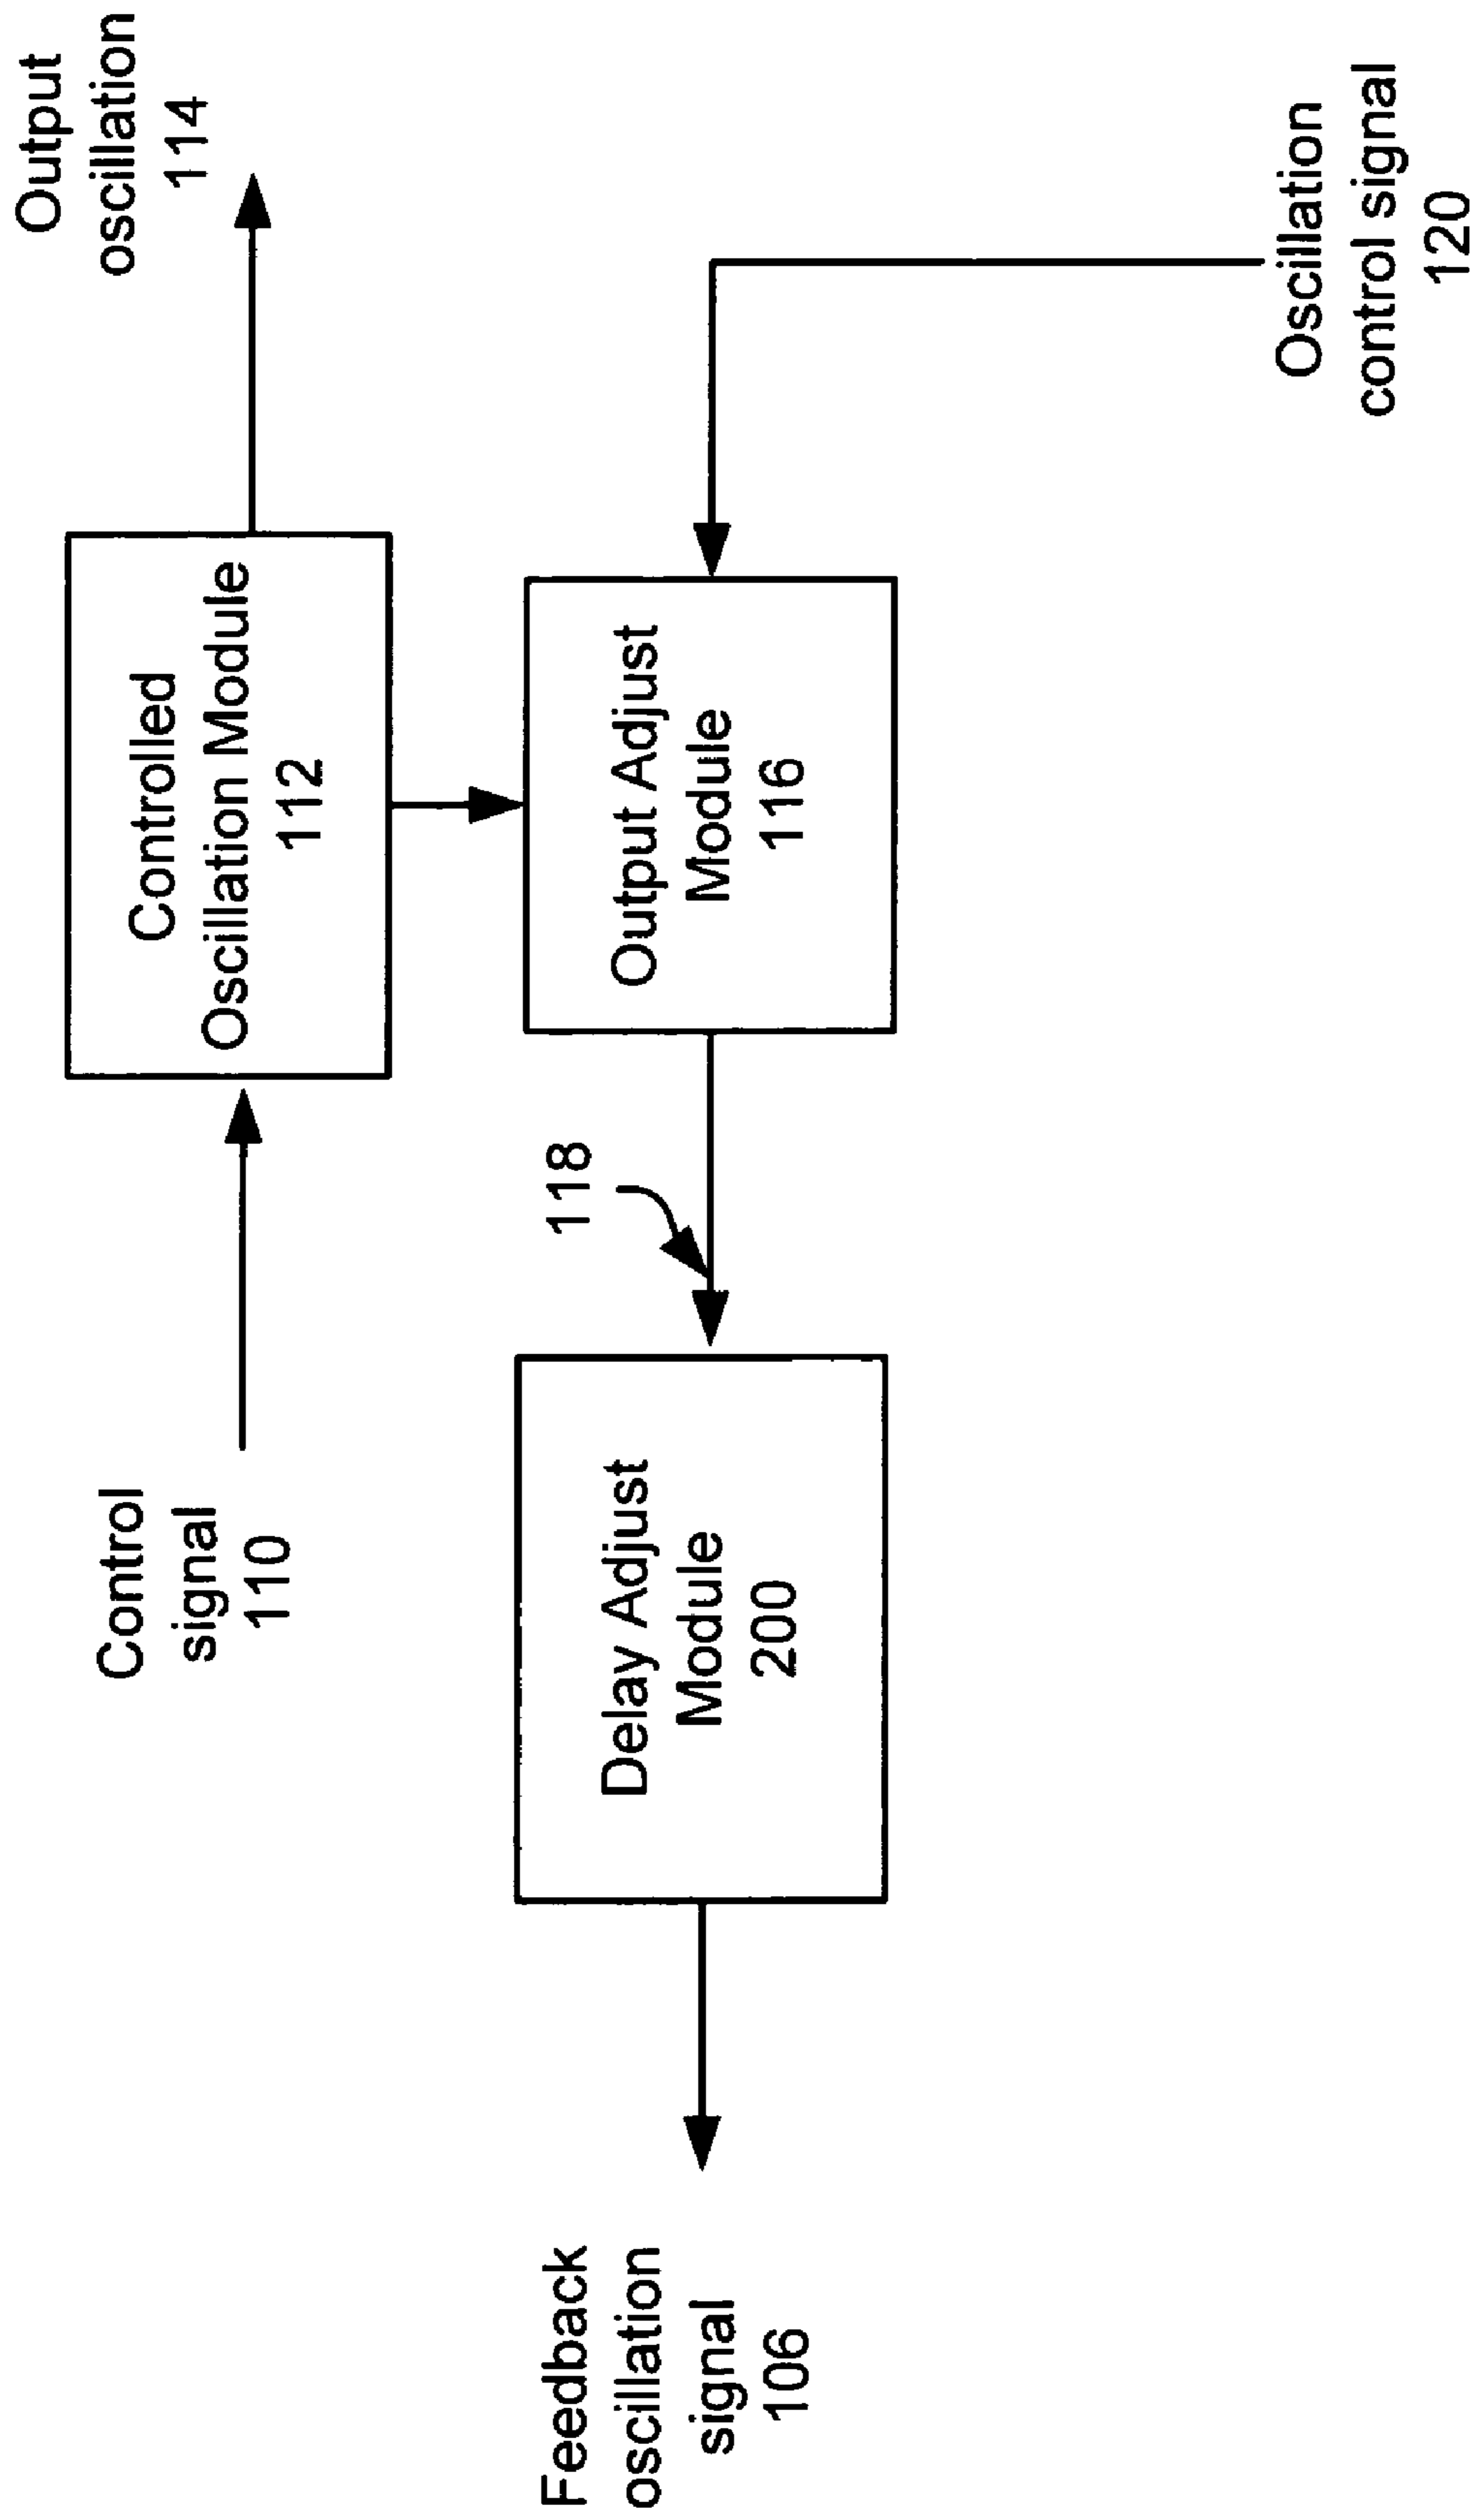 Output
oscillation
114
Controlled
Oscillation Module
112
Control
signal
110
118
Output Adjust
Module
116
Delay Adjust
Module
200
Feedback
oscillation
signal
106
Oscillation
control signal
120